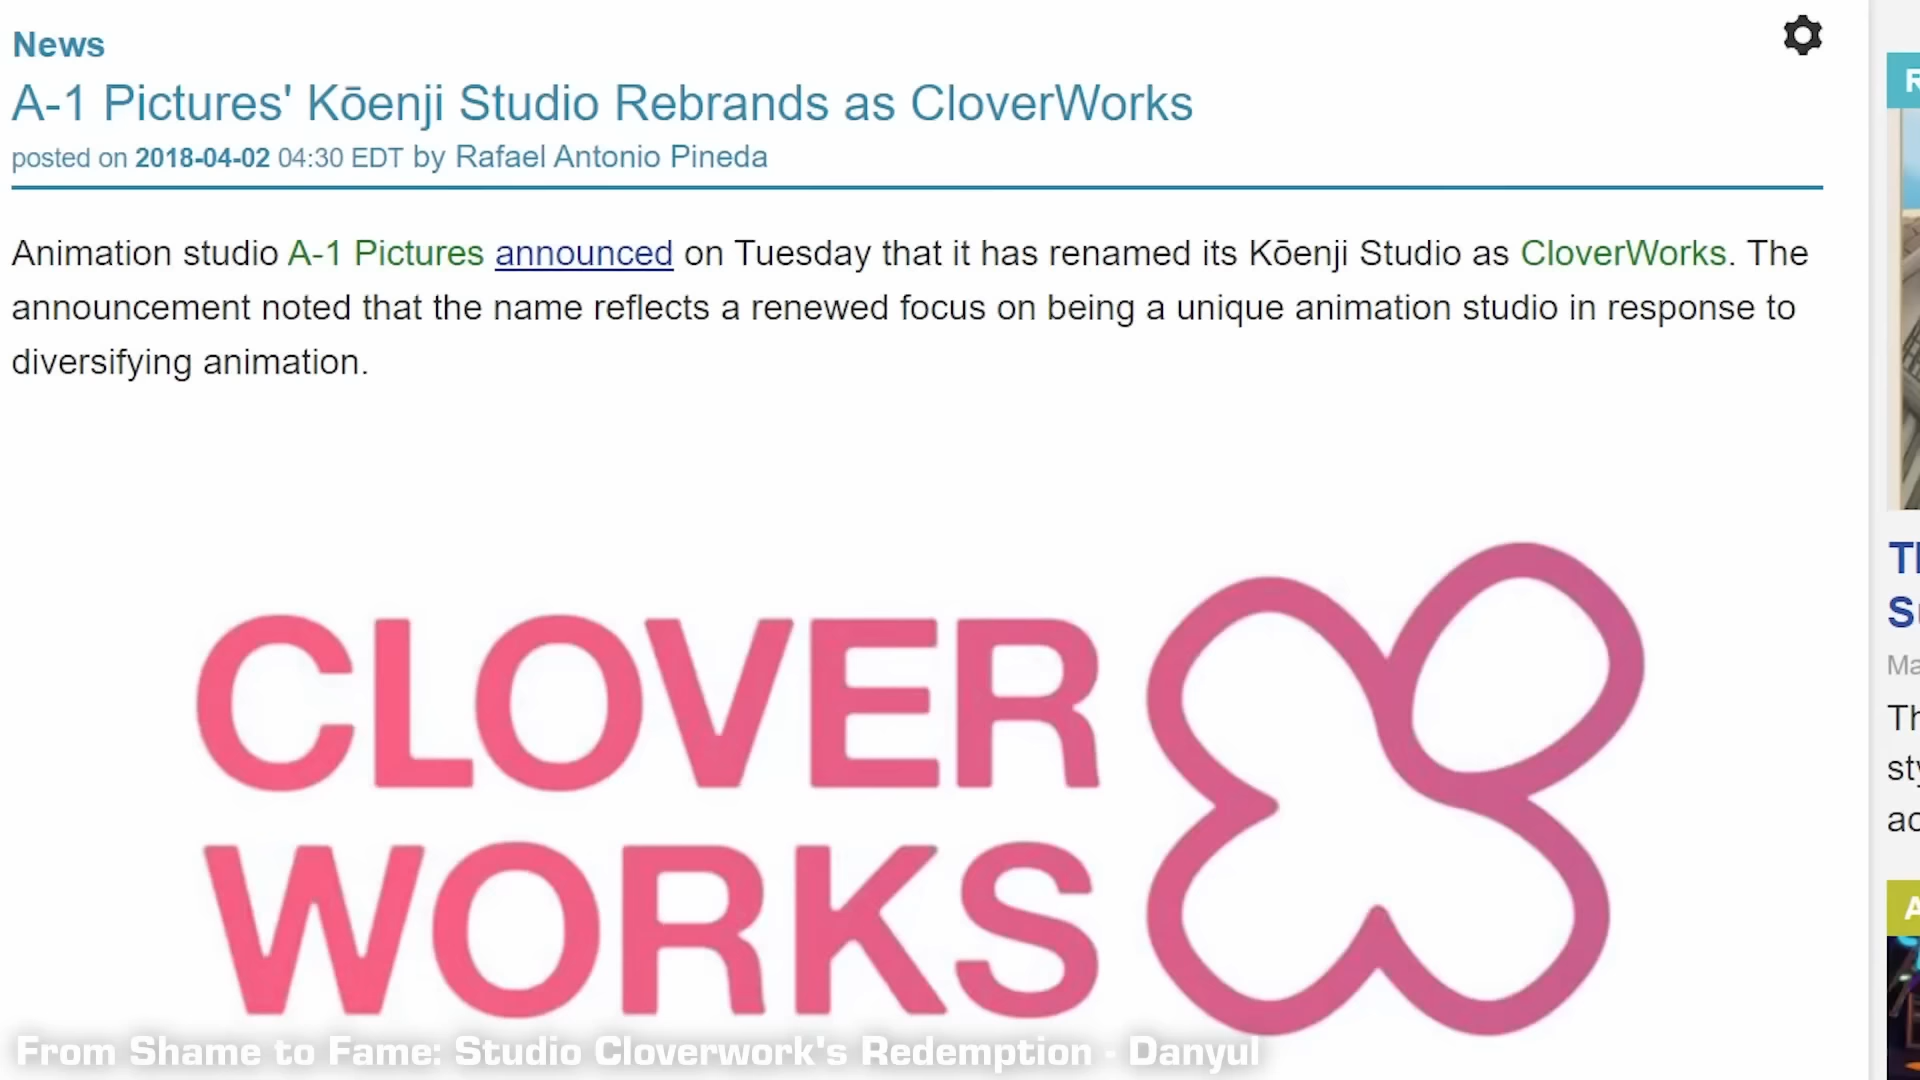 News
A-1 Pictures' Kōenji Studio Rebrands as CloverWorks
posted on 2018-04-02 04:30 EDT by Rafael Antonio Pineda
Animation studio A-1 Pictures announced on Tuesday that it has renamed its Kōenji Studio as CloverWorks. The
announcement noted that the name reflects a renewed focus on being a unique animation studio in response to
diversifying animation.
CLOVER
WORKS
From Shame to Fame: Studio Cloverwork's Redemption - Danyul